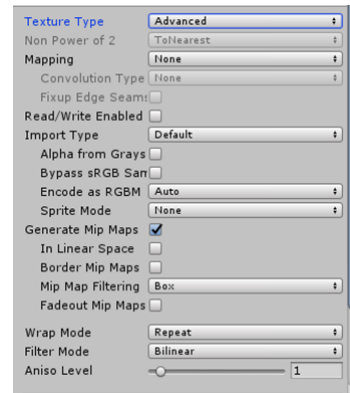 Texture Type Advanced
Non Power of 2 ToNearest
Mapping None
Convolution Type None
Fixup Edge Seams
Read/Write Enabled
Import Type Default
Alpha from Grays
Bypass sRGB Sam
Encode as RGBM Auto
Sprite Mode None
Generate Mip Maps
In Linear Space
Border Mip Maps
Mip Map Filtering Box
Fadeout Mip Maps
Wrap Mode Repeat
Filter Mode Bilinear
Aniso Level 1